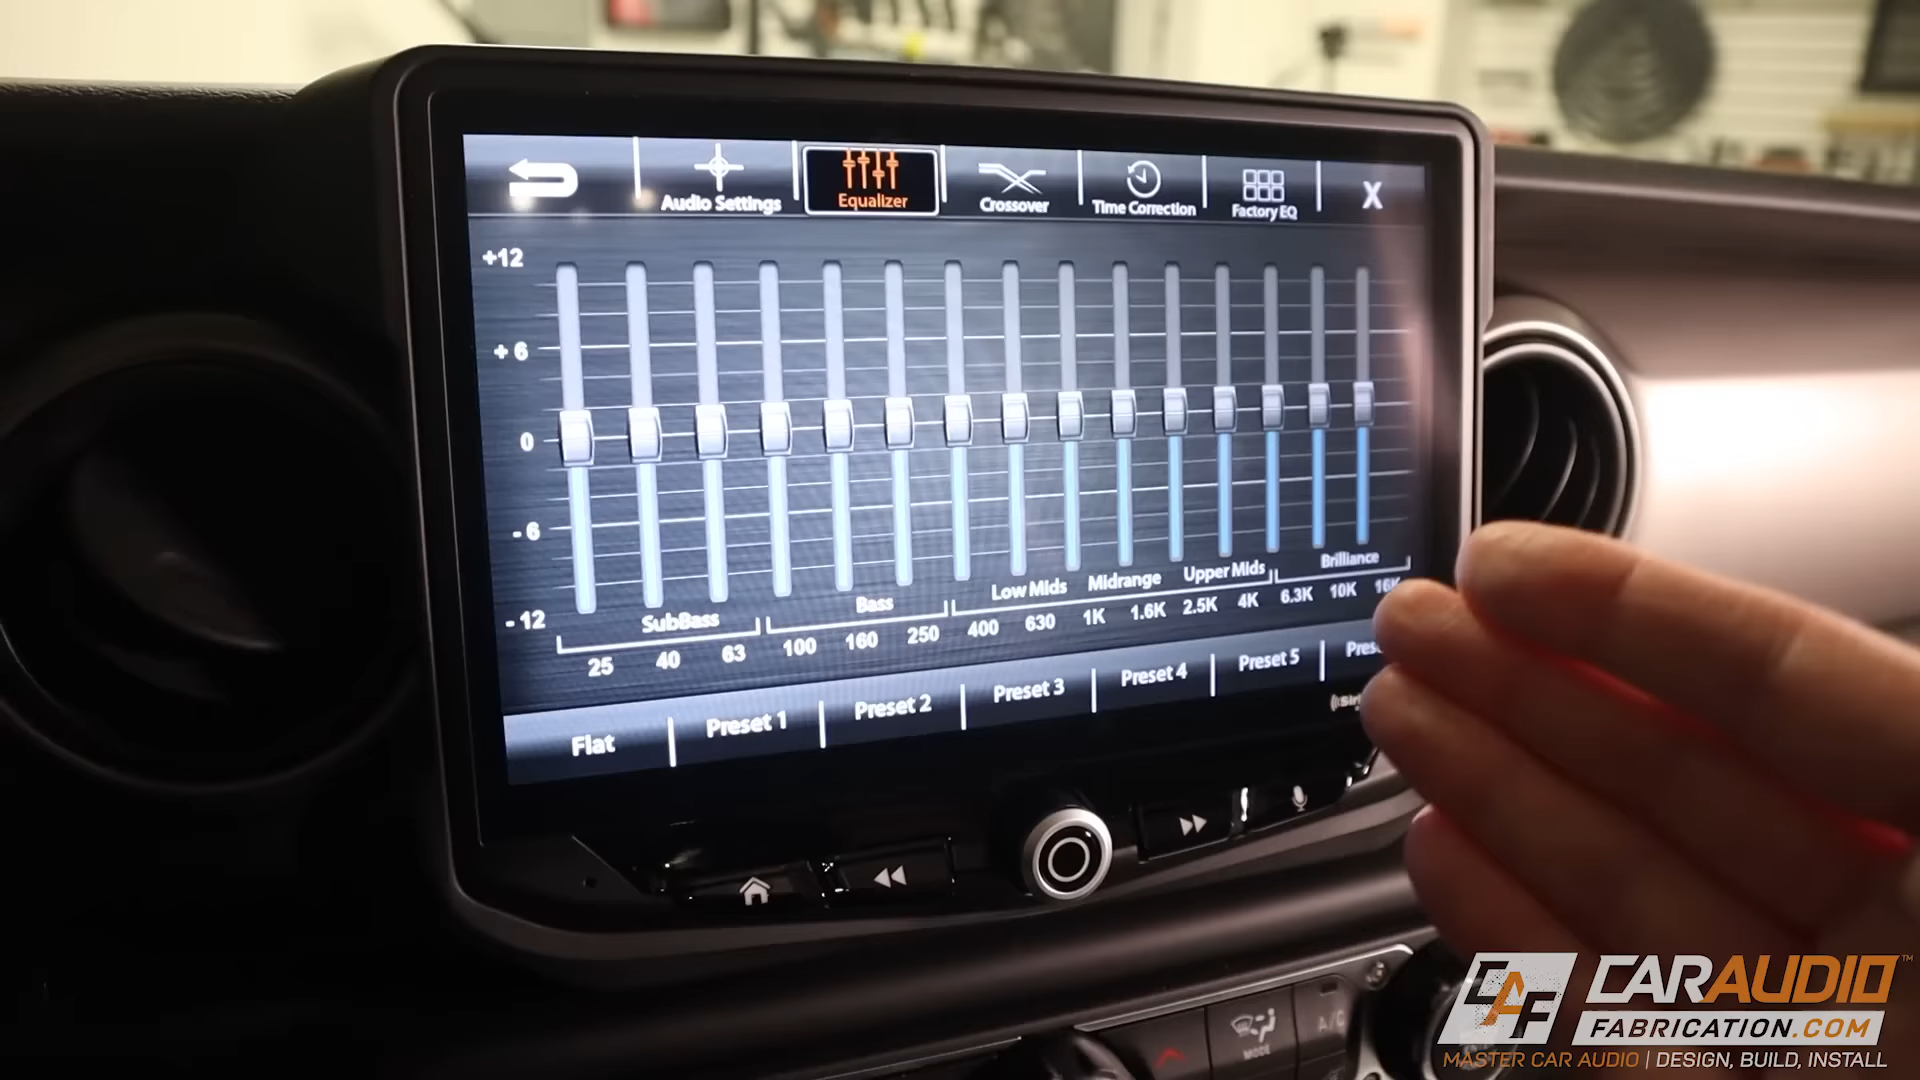 Audio Settings
Equalizer
Crossover
Time Correction
Factory EQ
X
+12
+ 6
0
- 6
- 12
SubBass
Bass
Low Mids
Midrange
Upper Mids
Brilliance
25 40 63 100 160 250 400 630 1K 1.6K 2.5K 4K 6.3K 10K 16K
Flat
Preset 1
Preset 2
Preset 3
Preset 4
Preset 5
MODE
A/C
CAF
CARAUDIO™
FABRICATION.COM
MASTER CAR AUDIO | DESIGN, BUILD, INSTALL